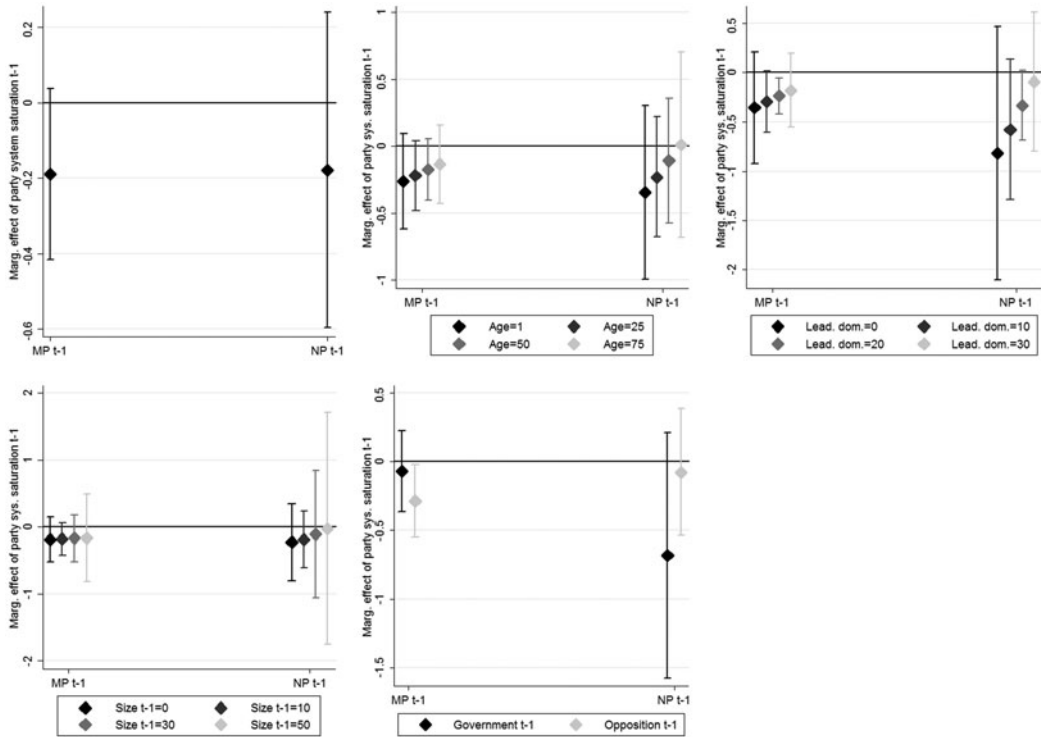 Marg. effect of party system saturation t-1
0.2
0
-0.2
-0.4
-0.6
MP t-1 NP t-1
Marg. effect of party sys. saturation t-1
1
0.5
0
-0.5
-1
MP t-1 NP t-1
Age=1 Age=25
Age=50 Age=75
Marg. effect of party sys. saturation t-1
0.5
0
-0.5
-1
-1.5
-2
MP t-1 NP t-1
Lead. dom.=0 Lead. dom.=10
Lead. dom.=20 Lead. dom.=30
Marg. effect of party sys. saturation t-1
2
1
0
-1
-2
MP t-1 NP t-1
Size t-1=0 Size t-1=10
Size t-1=30 Size t-1=50
Marg. effect of party sys. saturation t-1
0.5
0
-0.5
-1
-1.5
MP t-1 NP t-1
Government t-1 Opposition t-1